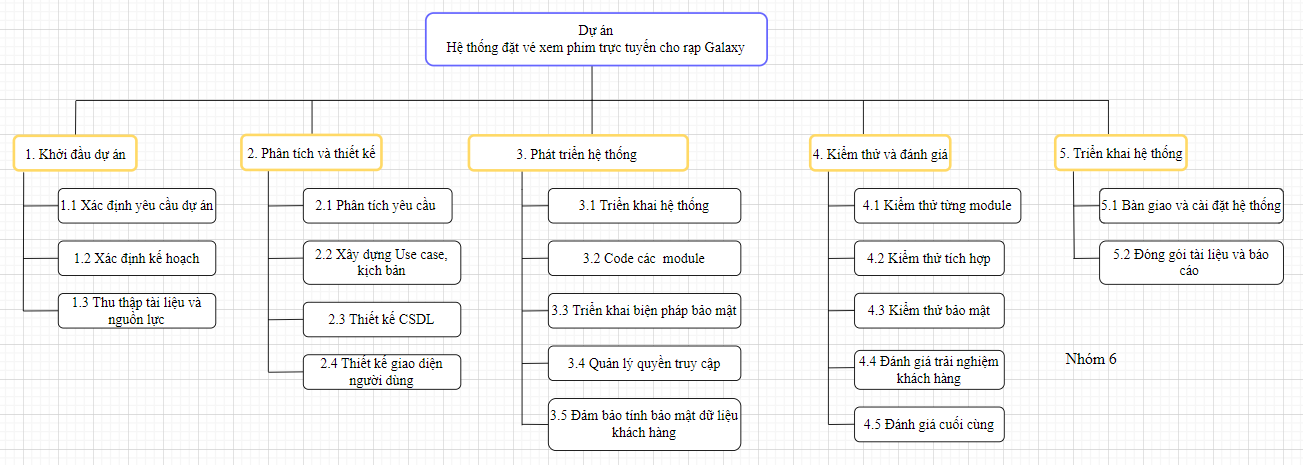 Dự án
Hệ thống đặt vé xem phim trực tuyến cho rạp Galaxy
1. Khởi đầu dự án
1.1 Xác định yêu cầu dự án
1.2 Xác định kế hoạch
1.3 Thu thập tài liệu và
nguồn lực
2. Phân tích và thiết kế
2.1 Phân tích yêu cầu
2.2 Xây dựng Use case,
kịch bản
2.3 Thiết kế CSDL
2.4 Thiết kế giao diện
người dùng
3. Phát triển hệ thống
3.1 Triển khai hệ thống
3.2 Code các module
3.3 Triển khai biện pháp bảo mật
3.4 Quản lý quyền truy cập
3.5 Đảm bảo tính bảo mật dữ liệu
khách hàng
4. Kiểm thử và đánh giá
4.1 Kiểm thử từng module
4.2 Kiểm thử tích hợp
4.3 Kiểm thử bảo mật
4.4 Đánh giá trải nghiệm
khách hàng
4.5 Đánh giá cuối cùng
5. Triển khai hệ thống
5.1 Bàn giao và cài đặt hệ thống
5.2 Đóng gói tài liệu và báo
cáo
Nhóm 6